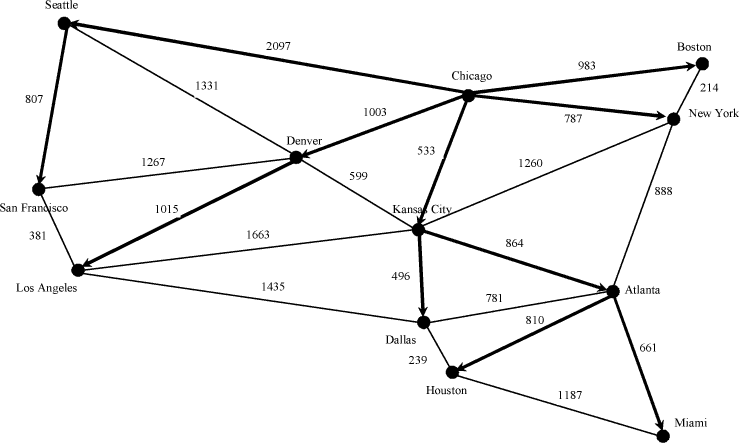 Seattle
2097
Boston
983
Chicago
214
807
1331
1003
787
New York
Denver
533
1267
1260
599
888
San Francisco
1015
Kansas City
381
1663
864
496
Los Angeles
1435
781
Atlanta
810
Dallas
661
239
Houston
1187
Miami